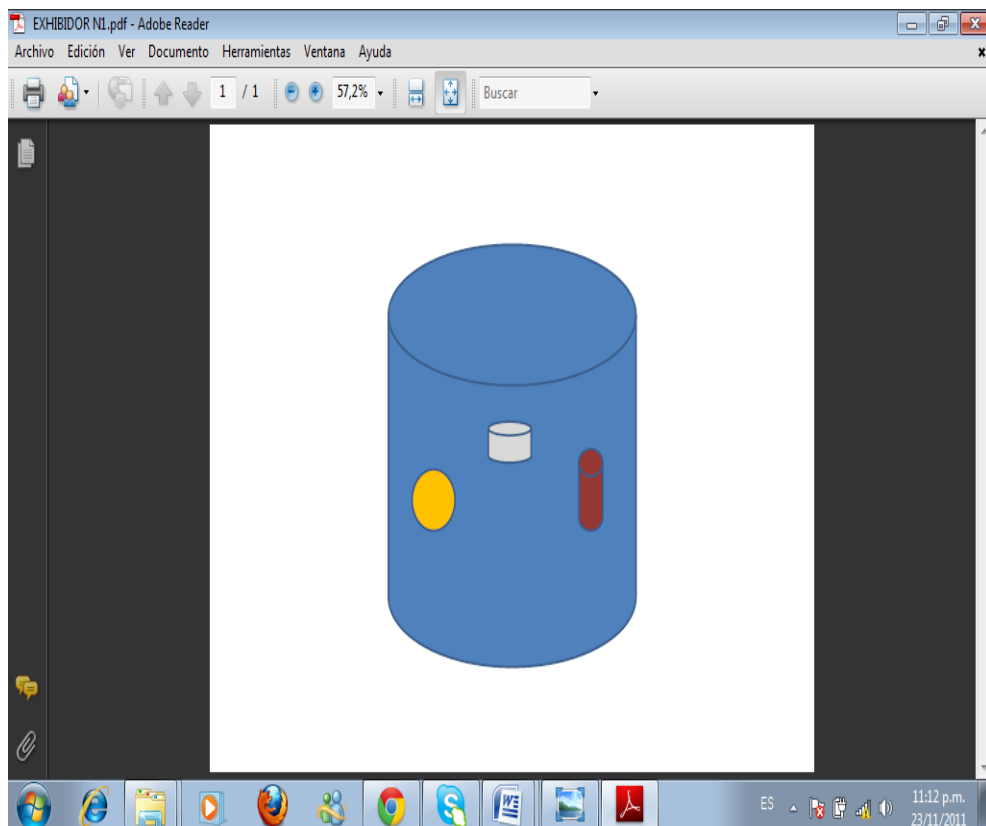 EXHIBIDOR N1.pdf - Adobe Reader
Archivo Edición Ver Documento Herramientas Ventana Ayuda
1 / 1 57,2% Buscar
ES 11:12 p.m.
23/11/2011